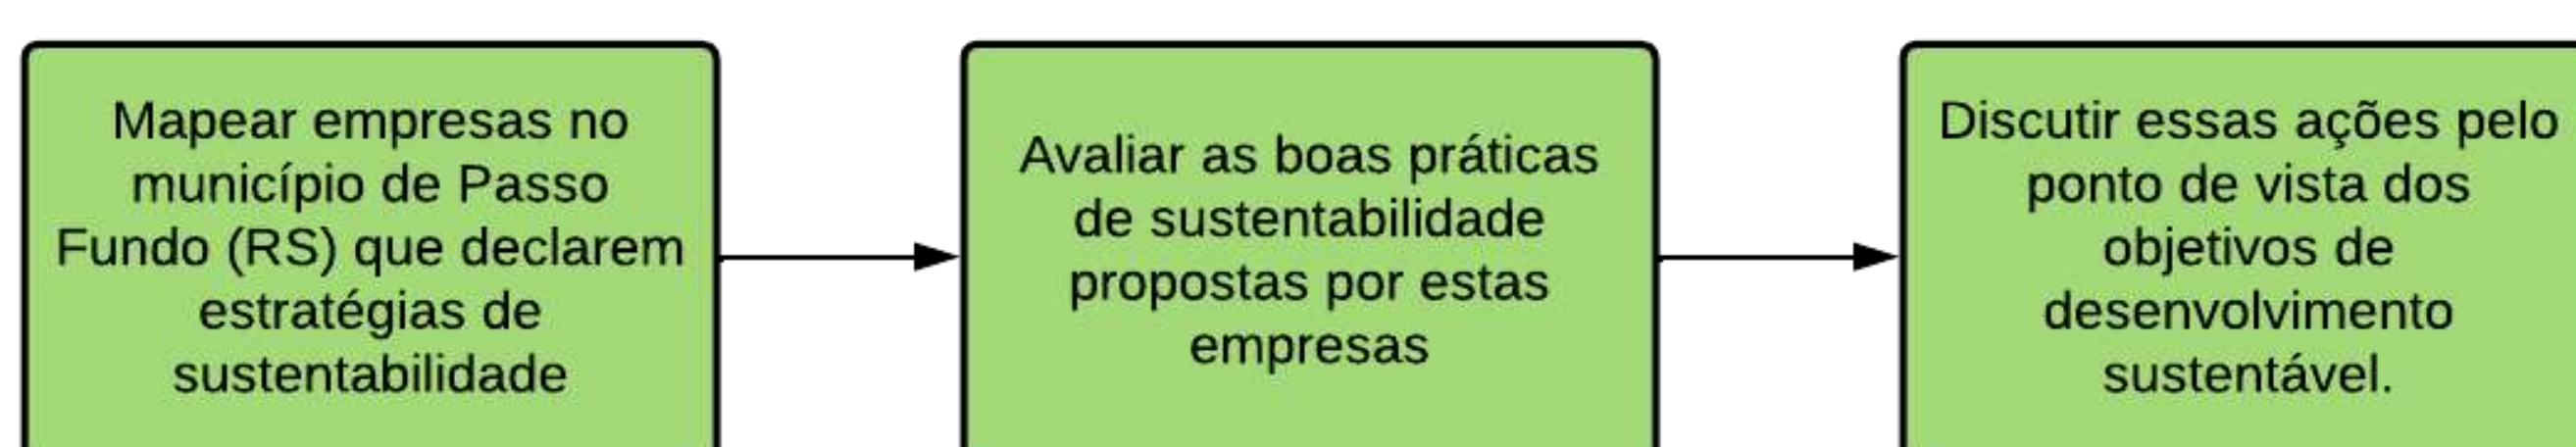 Mapear empresas no
município de Passo
Fundo (RS) que declarem
estratégias de
sustentabilidade
Avaliar as boas práticas
de sustentabilidade
propostas por estas
empresas
Discutir essas ações pelo
ponto de vista dos
objetivos de
desenvolvimento
sustentável.